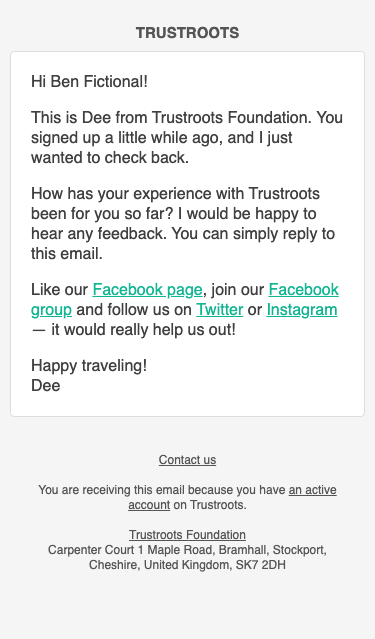 TRUSTROOTS
Hi Ben Fictional!
This is Dee from Trustroots Foundation. You
signed up a little while ago, and I just
wanted to check back.
How has your experience with Trustroots
been for you so far? I would be happy to
hear any feedback. You can simply reply to
this email.
Like our Facebook page, join our Facebook
group and follow us on Twitter or Instagram
— it would really help us out!
Happy traveling!
Dee
Contact us
You are receiving this email because you have an active
account on Trustroots.
Trustroots Foundation
Carpenter Court 1 Maple Road, Bramhall, Stockport,
Cheshire, United Kingdom, SK7 2DH